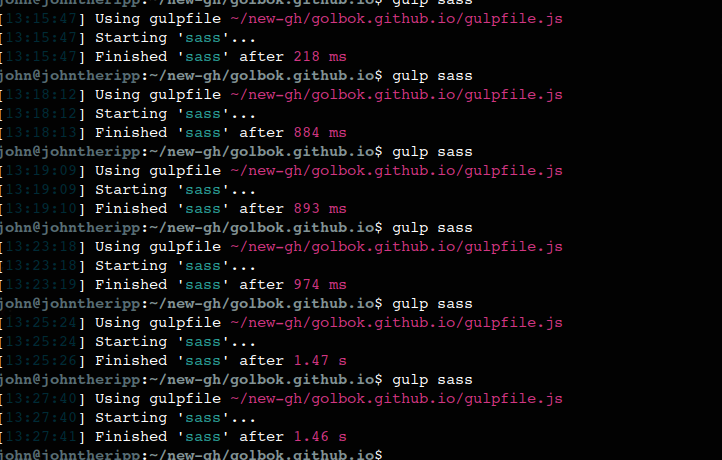 john@johntheripp:~/new-gh/golbok.github.io$ gulp sass
[13:15:47] Using gulpfile ~/new-gh/golbok.github.io/gulpfile.js
[13:15:47] Starting 'sass'...
[13:15:47] Finished 'sass' after 218 ms
john@johntheripp:~/new-gh/golbok.github.io$ gulp sass
[13:18:12] Using gulpfile ~/new-gh/golbok.github.io/gulpfile.js
[13:18:12] Starting 'sass'...
[13:18:13] Finished 'sass' after 884 ms
john@johntheripp:~/new-gh/golbok.github.io$ gulp sass
[13:19:09] Using gulpfile ~/new-gh/golbok.github.io/gulpfile.js
[13:19:09] Starting 'sass'...
[13:19:10] Finished 'sass' after 893 ms
john@johntheripp:~/new-gh/golbok.github.io$ gulp sass
[13:23:18] Using gulpfile ~/new-gh/golbok.github.io/gulpfile.js
[13:23:18] Starting 'sass'...
[13:23:19] Finished 'sass' after 974 ms
john@johntheripp:~/new-gh/golbok.github.io$ gulp sass
[13:25:24] Using gulpfile ~/new-gh/golbok.github.io/gulpfile.js
[13:25:24] Starting 'sass'...
[13:25:26] Finished 'sass' after 1.47 s
john@johntheripp:~/new-gh/golbok.github.io$ gulp sass
[13:27:40] Using gulpfile ~/new-gh/golbok.github.io/gulpfile.js
[13:27:40] Starting 'sass'...
[13:27:41] Finished 'sass' after 1.46 s
john@johntheripp:~/new-gh/golbok.github.io$